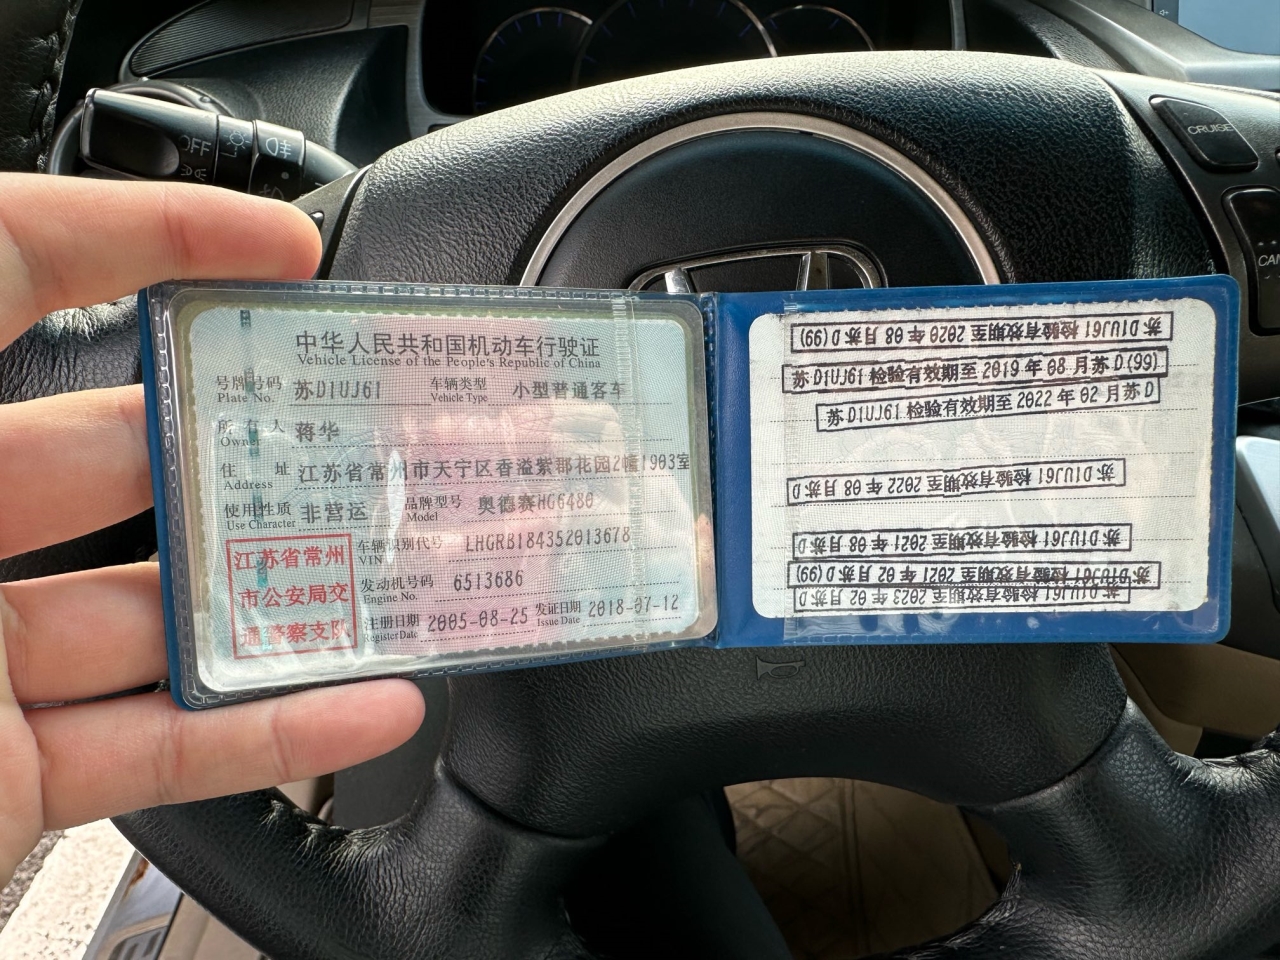 中华人民共和国机动车行驶证
Vehicle License of the People's Republic of China
号牌号码 苏D1UJ61 车辆类型 小型普通客车
Plate No. Vehicle Type
所有人 蒋华
Owner
住址 江苏省常州市天宁区香溢紫郡花园2幢1903室
Address
使用性质 非营运 品牌型号 奥德赛HG6480
Use Character Model
车辆识别代号 LHGRB184352013678
VIN
发动机号码 6513686
Engine No.
注册日期 2005-08-25 发证日期 2018-07-12
Register Date Issue Date
江苏省常州
市公安局交
通警察支队
苏D1UJ61 检验有效期至 2020 年 08 月苏 D(99)
苏D1UJ61 检验有效期至 2019 年 08 月苏 D(99)
苏D1UJ61 检验有效期至 2022 年 02 月苏 D
苏D1UJ61 检验有效期至 2022 年 08 月苏 D
苏D1UJ61 检验有效期至 2021 年 08 月苏 D
苏D1UJ61 检验有效期至 2021 年 02 月苏 D(99)
苏D1UJ61 检验有效期至 2023 年 02 月苏 D
OFF
CRUISE